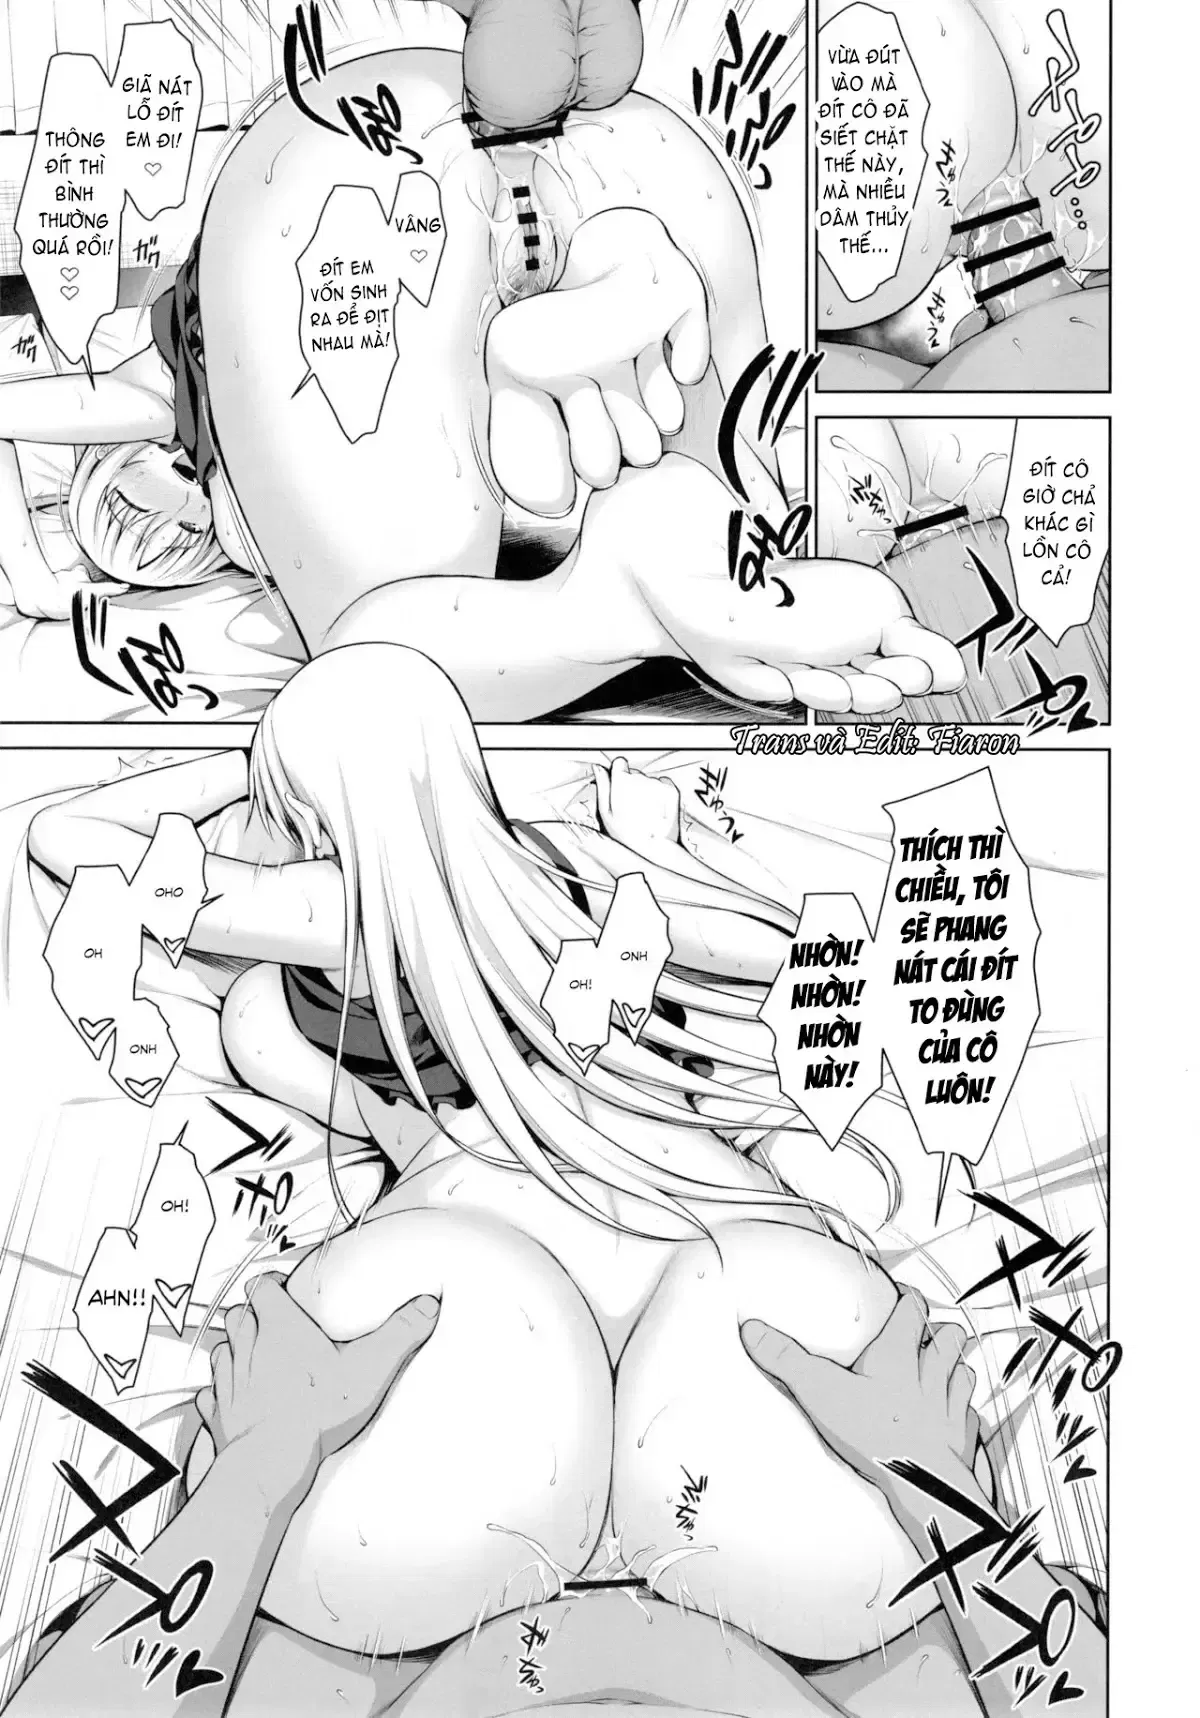 VỪA ĐÚT
VÀO MÀ
ĐÍT CÔ ĐÃ
SIẾT CHẶT
THẾ NÀY,
MÀ NHIỀU
DÂM THỦY
THẾ...
GIÃ NÁT
LỖ ĐÍT
EM ĐI!
THÔNG
ĐÍT THÌ
BÌNH
THƯỜNG
QUÁ RỒI!
VÂNG
ĐÍT EM
VỐN SINH
RA ĐỂ ĐỊT
NHAU MÀ!
ĐÍT CÔ
GIỜ CHẢ
KHÁC GÌ
LỒN CÔ
CẢ!
Trans và Edit: Fiaron
THÍCH THÌ
CHIỀU, TÔI
SẼ PHANG
NÁT CÁI ĐÍT
TO ĐÙNG
CỦA CÔ
LUÔN!
NHỜN!
NHỜN!
NHỜN
NÀY!
ONH
OH!
OHO
OH
ONH
OH!
AHN!!